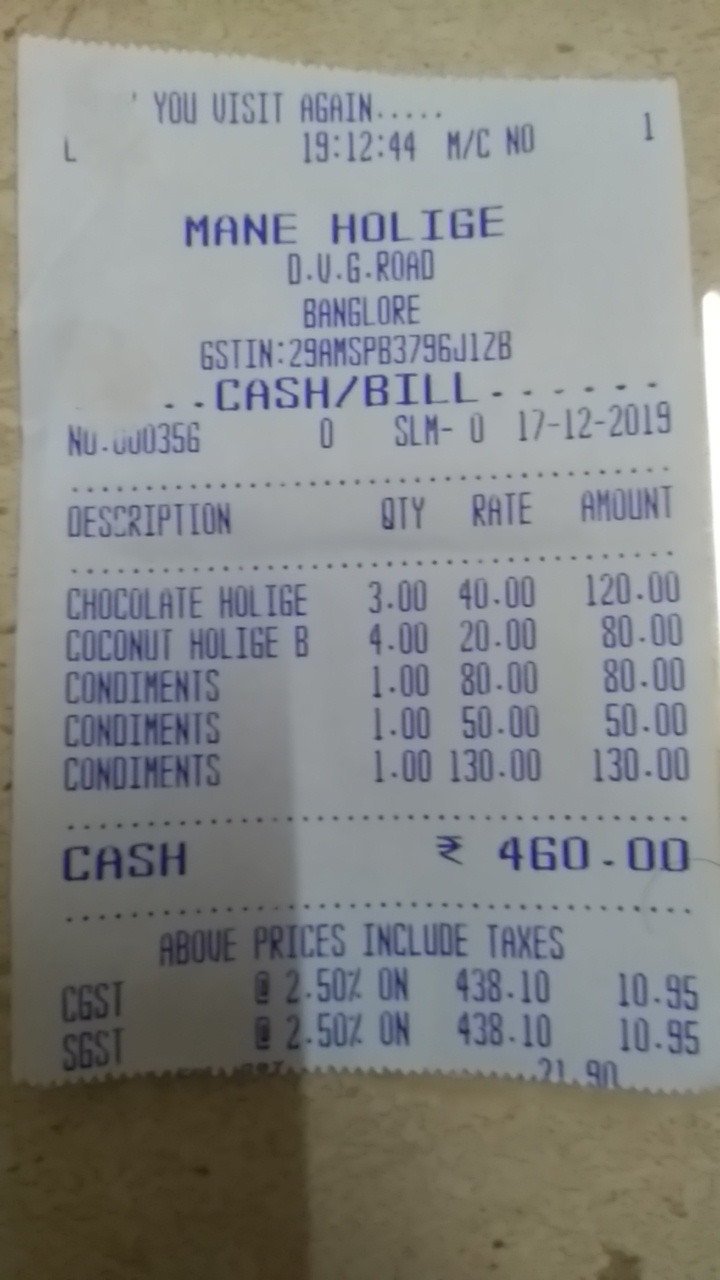 YOU VISIT AGAIN.....
L 19:12:44 M/C NO 1
MANE HOLIGE
D.V.G.ROAD
BANGLORE
GSTIN:29AMSPB3796J1ZB
..CASH/BILL......
NO.000356 0 SLM- 0 17-12-2019
DESCRIPTION QTY RATE AMOUNT
CHOCOLATE HOLIGE 3.00 40.00 120.00
COCONUT HOLIGE B 4.00 20.00 80.00
CONDIMENTS 1.00 80.00 80.00
CONDIMENTS 1.00 50.00 50.00
CONDIMENTS 1.00 130.00 130.00
CASH ₹ 460.00
ABOVE PRICES INCLUDE TAXES
CGST @ 2.50% ON 438.10 10.95
SGST @ 2.50% ON 438.10 10.95
21.90